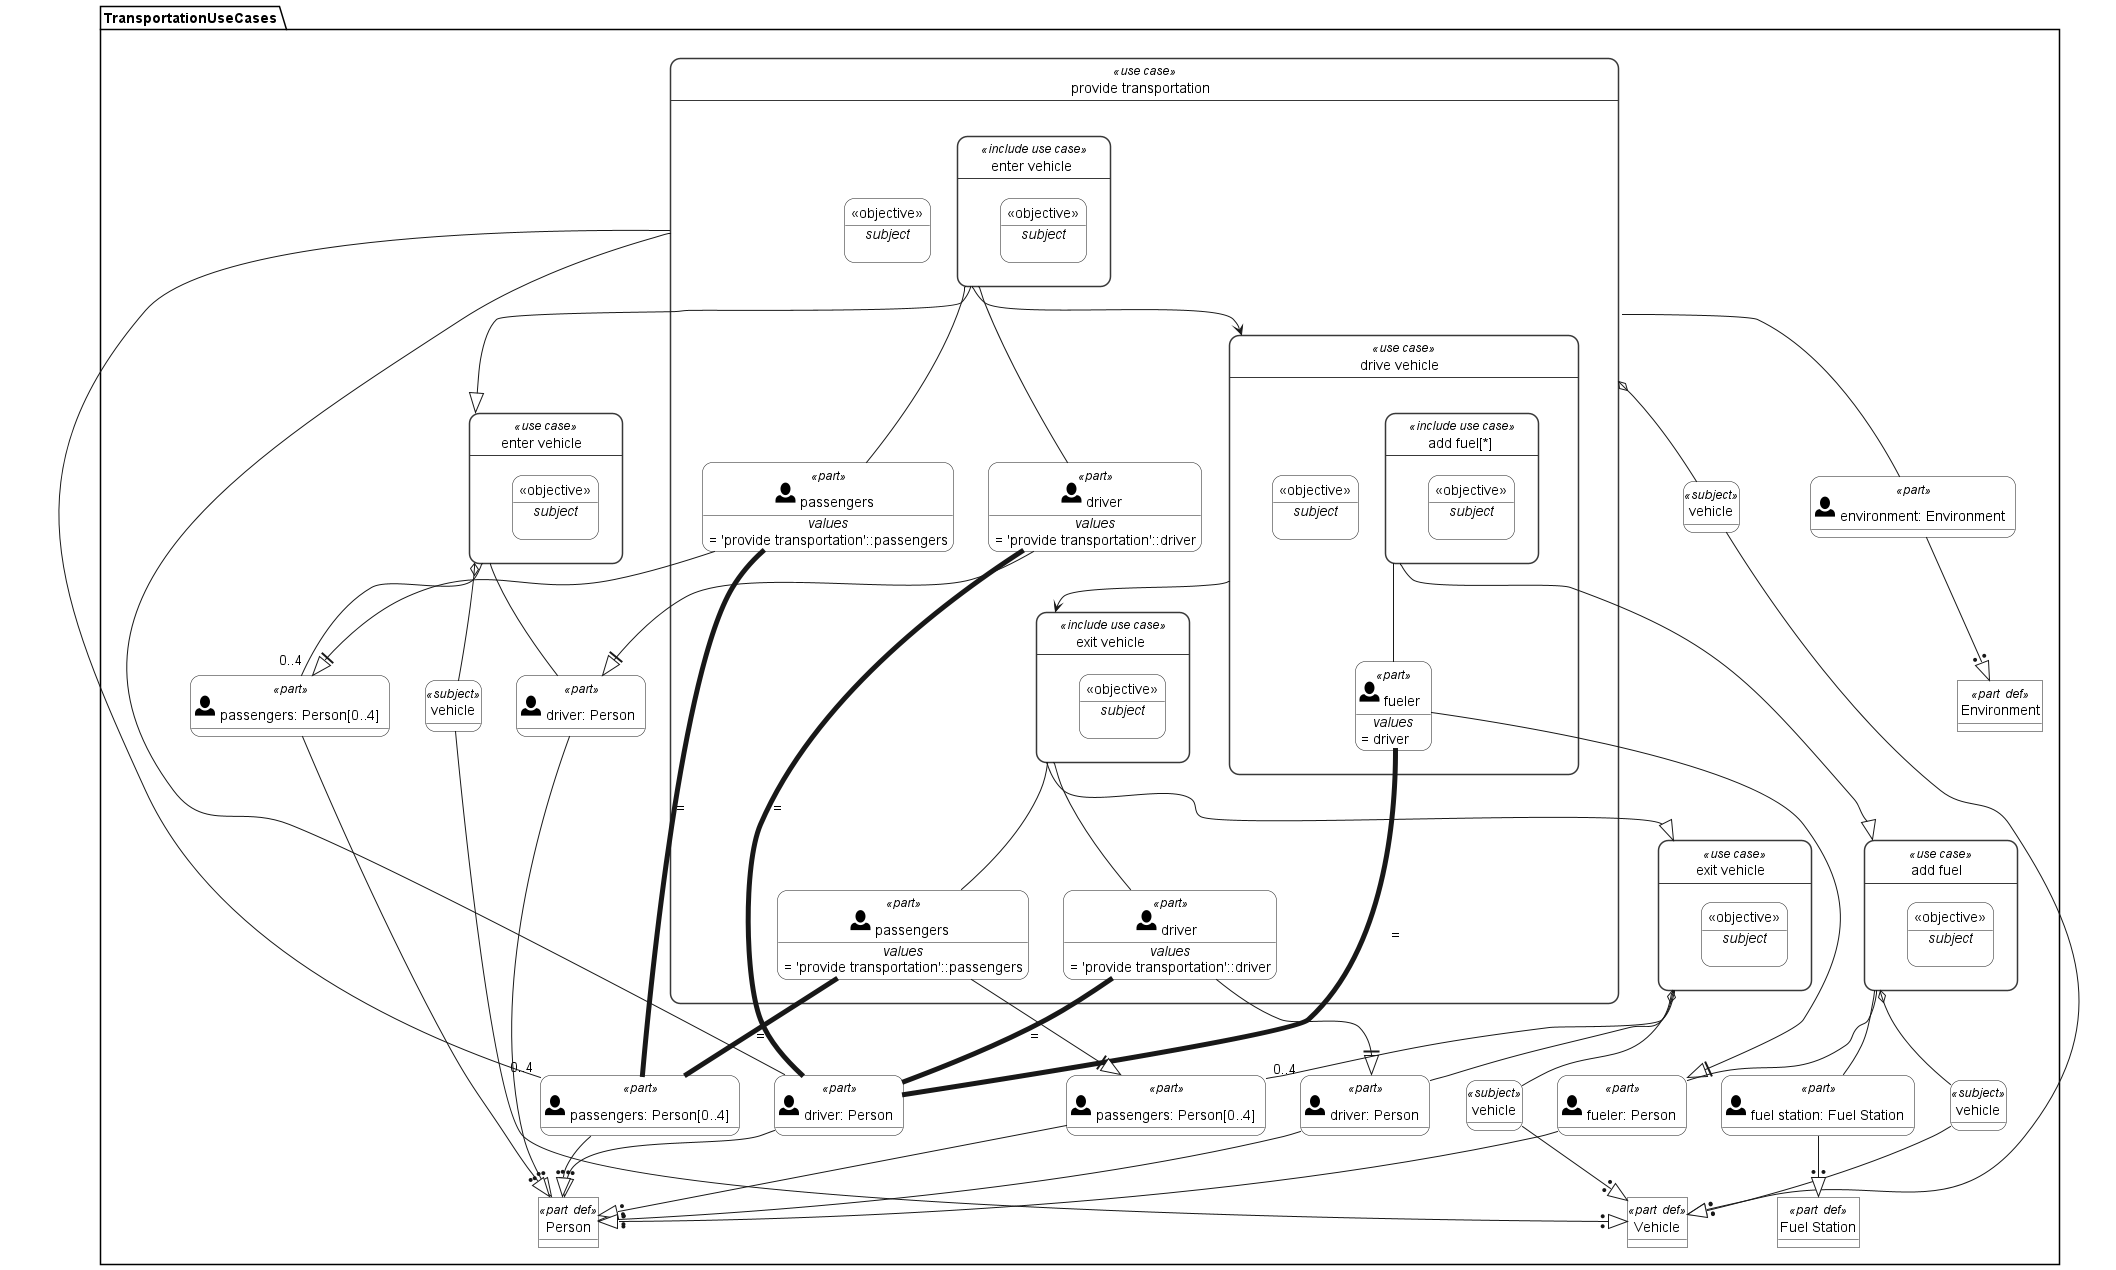 TransportationUseCases
«use case»
provide transportation
«include use case»
enter vehicle
«objective»
subject
«objective»
subject
«use case»
drive vehicle
«use case»
enter vehicle
«objective»
subject
«include use case»
add fuel[*]
«objective»
subject
«objective»
subject
«part»
passengers
values
= 'provide transportation'::passengers
«part»
driver
values
= 'provide transportation'::driver
«subject»
vehicle
«part»
environment: Environment
«include use case»
exit vehicle
«objective»
subject
0..4
«part»
passengers: Person[0..4]
«subject»
vehicle
«part»
driver: Person
«part»
fueler
values
= driver
«part def»
Environment
=
=
=
«use case»
exit vehicle
«objective»
subject
«use case»
add fuel
«objective»
subject
«part»
passengers
values
= 'provide transportation'::passengers
«part»
driver
values
= 'provide transportation'::driver
=
=
0..4
0..4
«part»
passengers: Person[0..4]
«part»
driver: Person
«part»
passengers: Person[0..4]
«part»
driver: Person
«subject»
vehicle
«part»
fueler: Person
«part»
fuel station: Fuel Station
«subject»
vehicle
«part def»
Person
«part def»
Vehicle
«part def»
Fuel Station